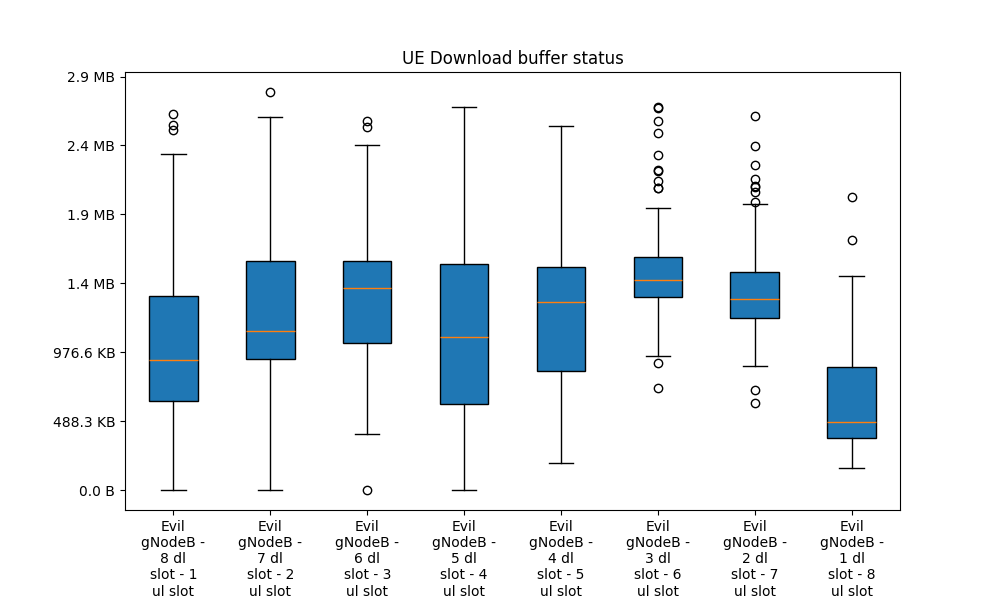 UE Download buffer status
2.9 MB
2.4 MB
1.9 MB
1.4 MB
976.6 KB
488.3 KB
0.0 B
Evil
gNodeB -
8 dl
slot - 1
ul slot
Evil
gNodeB -
7 dl
slot - 2
ul slot
Evil
gNodeB -
6 dl
slot - 3
ul slot
Evil
gNodeB -
5 dl
slot - 4
ul slot
Evil
gNodeB -
4 dl
slot - 5
ul slot
Evil
gNodeB -
3 dl
slot - 6
ul slot
Evil
gNodeB -
2 dl
slot - 7
ul slot
Evil
gNodeB -
1 dl
slot - 8
ul slot